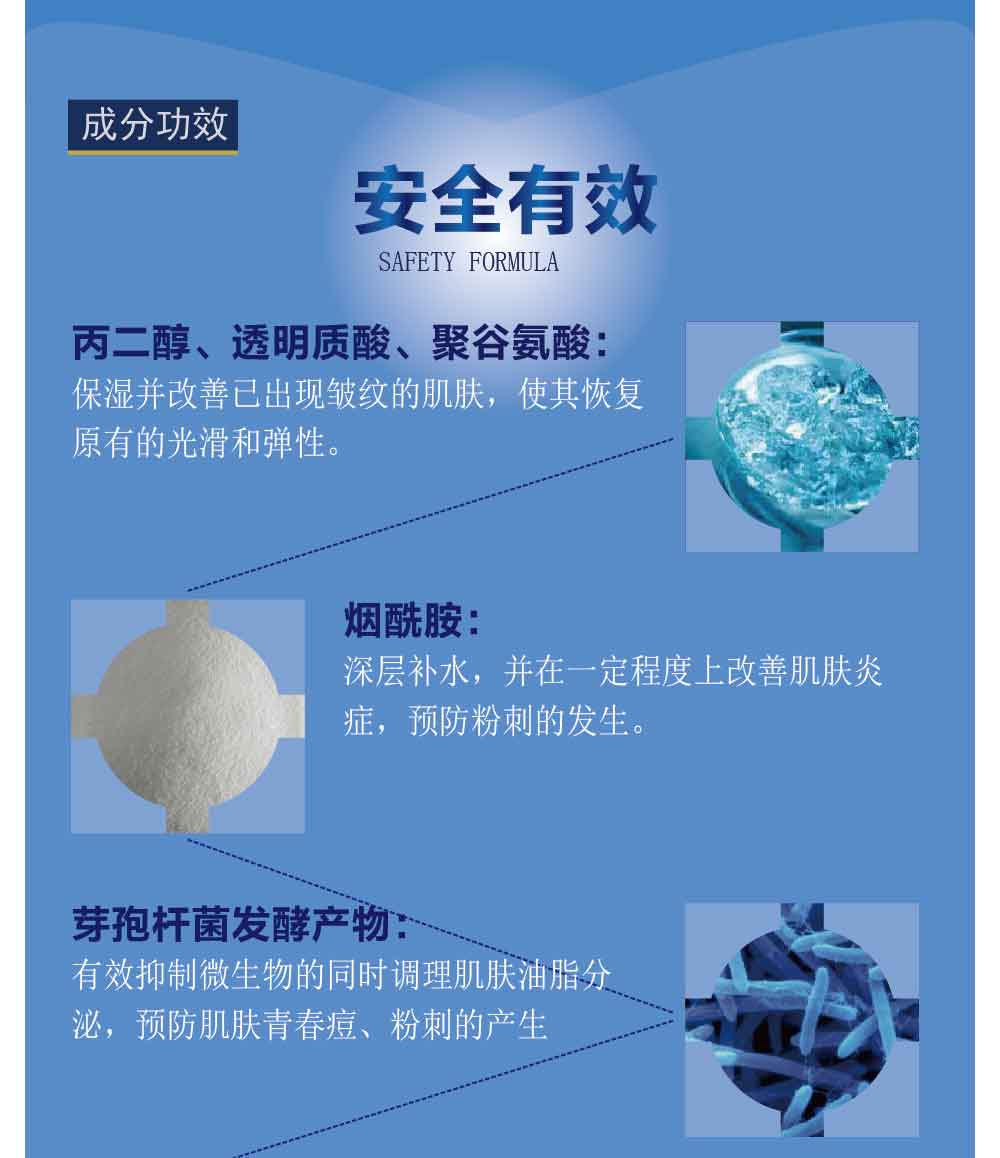 成分功效
安全有效
SAFETY FORMULA
丙二醇、透明质酸、聚谷氨酸：
保湿并改善已出现皱纹的肌肤，使其恢复
原有的光滑和弹性。
烟酰胺：
深层补水，并在一定程度上改善肌肤炎
症，预防粉刺的发生。
芽孢杆菌发酵产物：
有效抑制微生物的同时调理肌肤油脂分
泌，预防肌肤青春痘、粉刺的产生